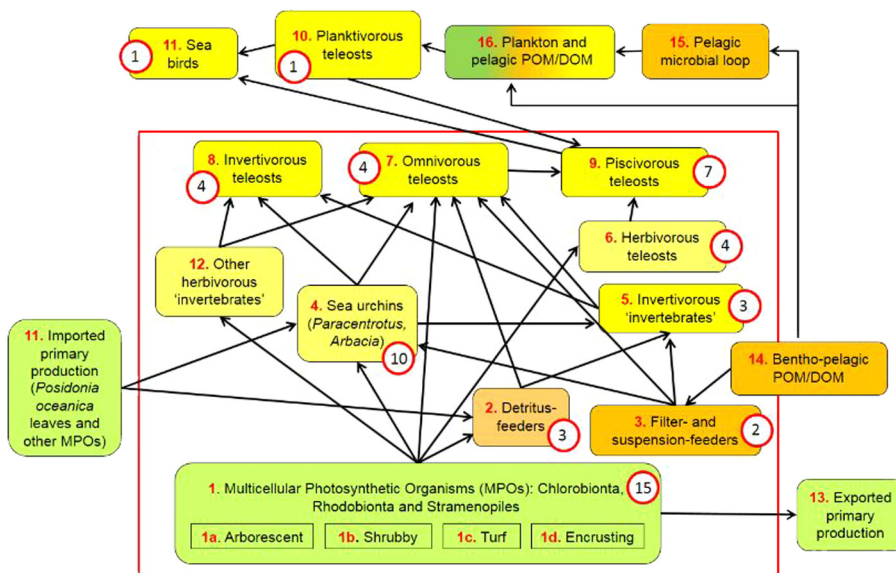 11. Sea
birds
1
10. Planktivorous
teleosts
1
16. Plankton and
pelagic POM/DOM
15. Pelagic
microbial loop
8. Invertivorous
teleosts
4
4
7. Omnivorous
teleosts
9. Piscivorous
teleosts
7
6. Herbivorous
teleosts
4
12. Other
herbivorous
‘invertebrates’
4. Sea urchins
(Paracentrotus,
Arbacia)
10
5. Invertivorous
‘invertebrates’
3
11. Imported
primary
production
(Posidonia
oceanica
leaves and
other MPOs)
14. Bentho-pelagic
POM/DOM
2. Detritus-
feeders
3
3. Filter- and
suspension-feeders
2
1. Multicellular Photosynthetic Organisms (MPOs): Chlorobionta,
Rhodobionta and Stramenopiles
15
1a. Arborescent
1b. Shrubby
1c. Turf
1d. Encrusting
13. Exported
primary
production